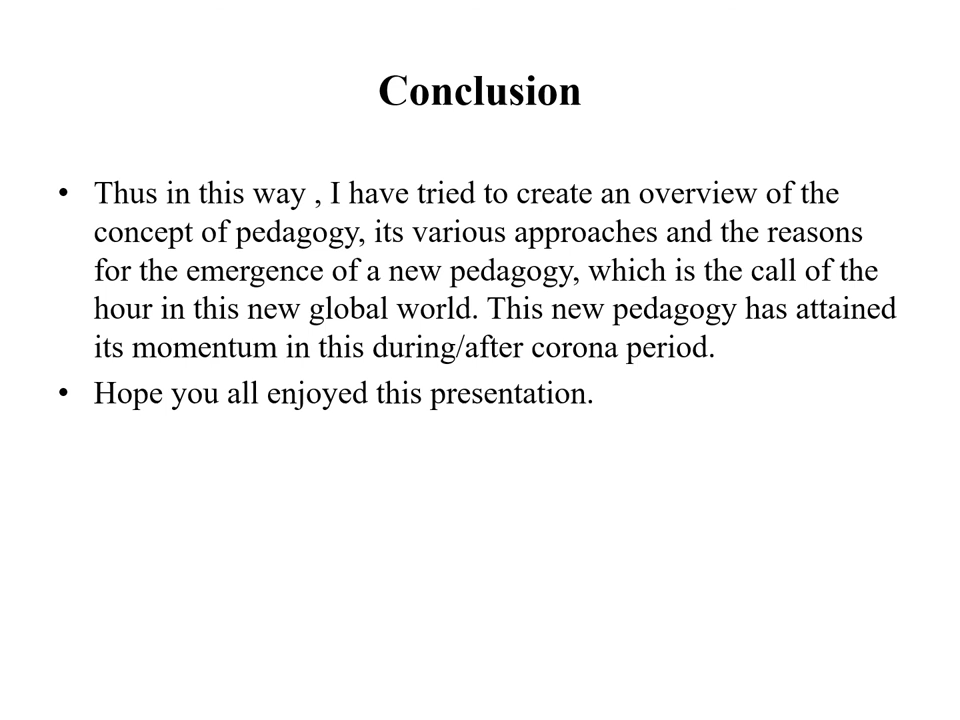 Conclusion
• Thus in this way , I have tried to create an overview of the
concept of pedagogy, its various approaches and the reasons
for the emergence of a new pedagogy, which is the call of the
hour in this new global world. This new pedagogy has attained
its momentum in this during/after corona period.
• Hope you all enjoyed this presentation.